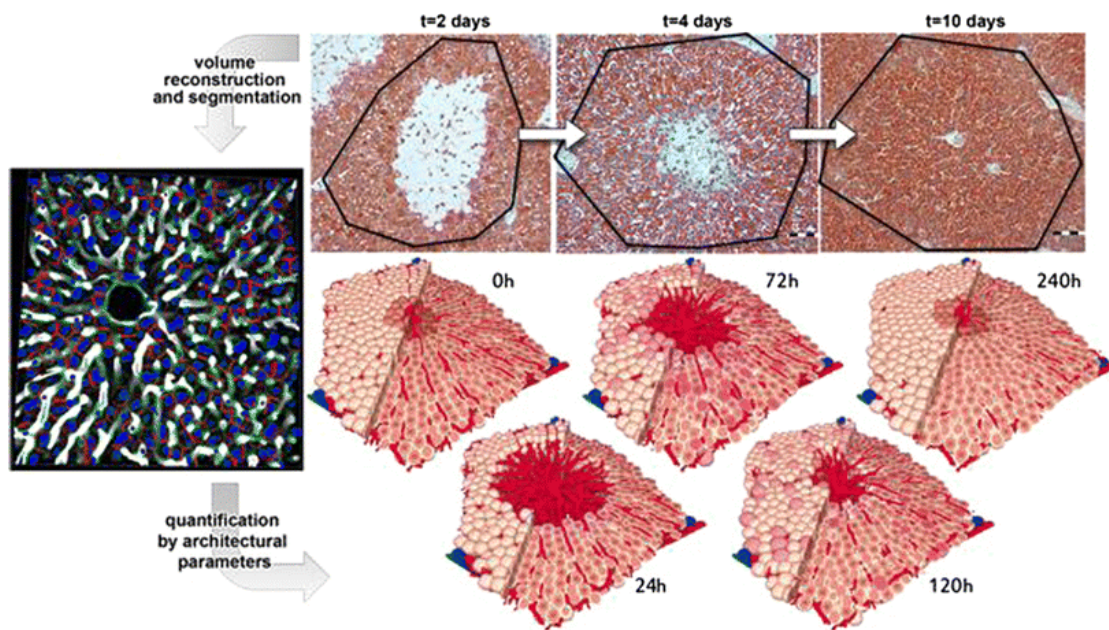 t=2 days
t=4 days
t=10 days
volume
reconstruction
and segmentation
0h
72h
240h
quantification
by architectural
parameters
24h
120h